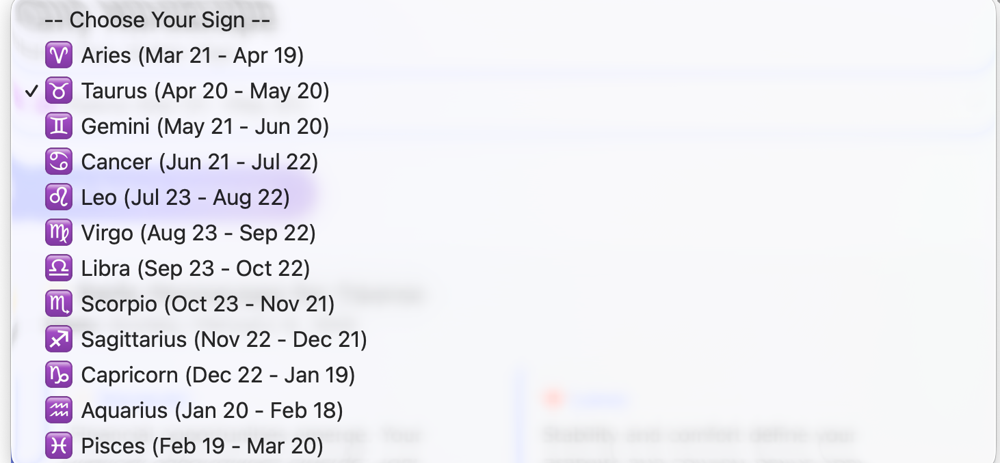 -- Choose Your Sign --
♈ Aries (Mar 21 - Apr 19)
✓ ♉ Taurus (Apr 20 - May 20)
♊ Gemini (May 21 - Jun 20)
♋ Cancer (Jun 21 - Jul 22)
♌ Leo (Jul 23 - Aug 22)
♍ Virgo (Aug 23 - Sep 22)
♎ Libra (Sep 23 - Oct 22)
♏ Scorpio (Oct 23 - Nov 21)
♐ Sagittarius (Nov 22 - Dec 21)
♑ Capricorn (Dec 22 - Jan 19)
♒ Aquarius (Jan 20 - Feb 18)
♓ Pisces (Feb 19 - Mar 20)